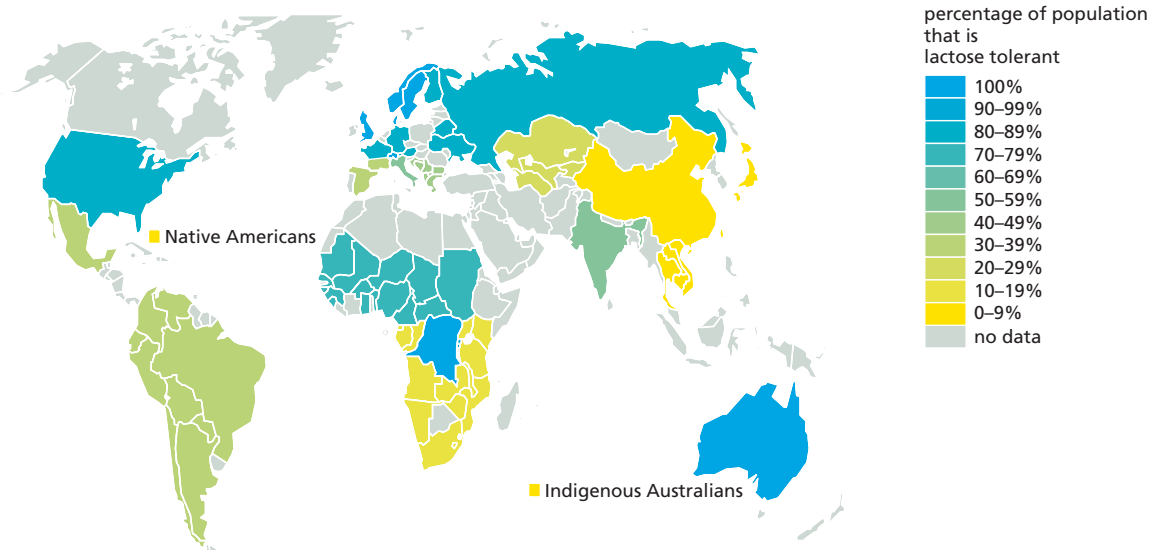 percentage of population
that is
lactose tolerant
100%
90–99%
80–89%
70–79%
60–69%
50–59%
40–49%
30–39%
20–29%
10–19%
0–9%
no data
Native Americans
Indigenous Australians